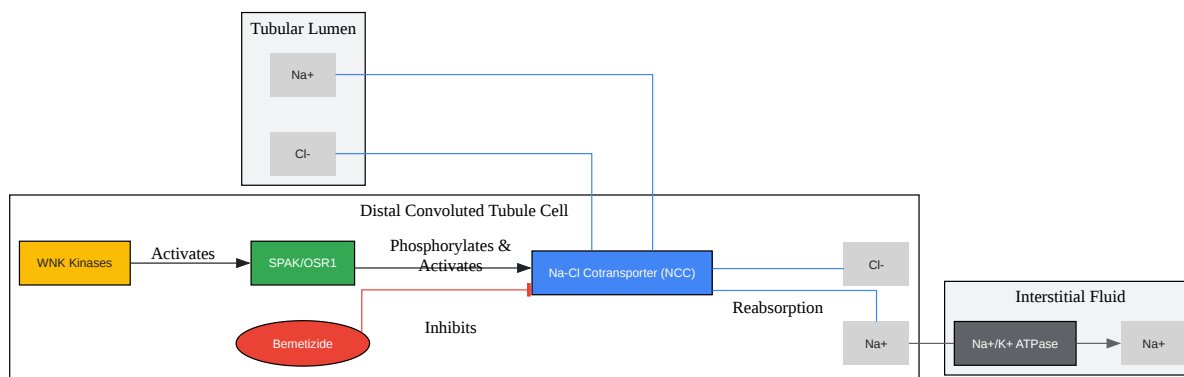 Tubular Lumen
Na+
Cl-
Distal Convoluted Tubule Cell
WNK Kinases
Activates
SPAK/OSR1
Phosphorylates &
Activates
Na-Cl Cotransporter (NCC)
Cl-
Bemetizide
Inhibits
Reabsorption
Na+
Interstitial Fluid
Na+/K+ ATPase
Na+